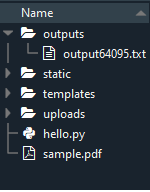 Name
outputs
output64095.txt
static
templates
uploads
hello.py
sample.pdf